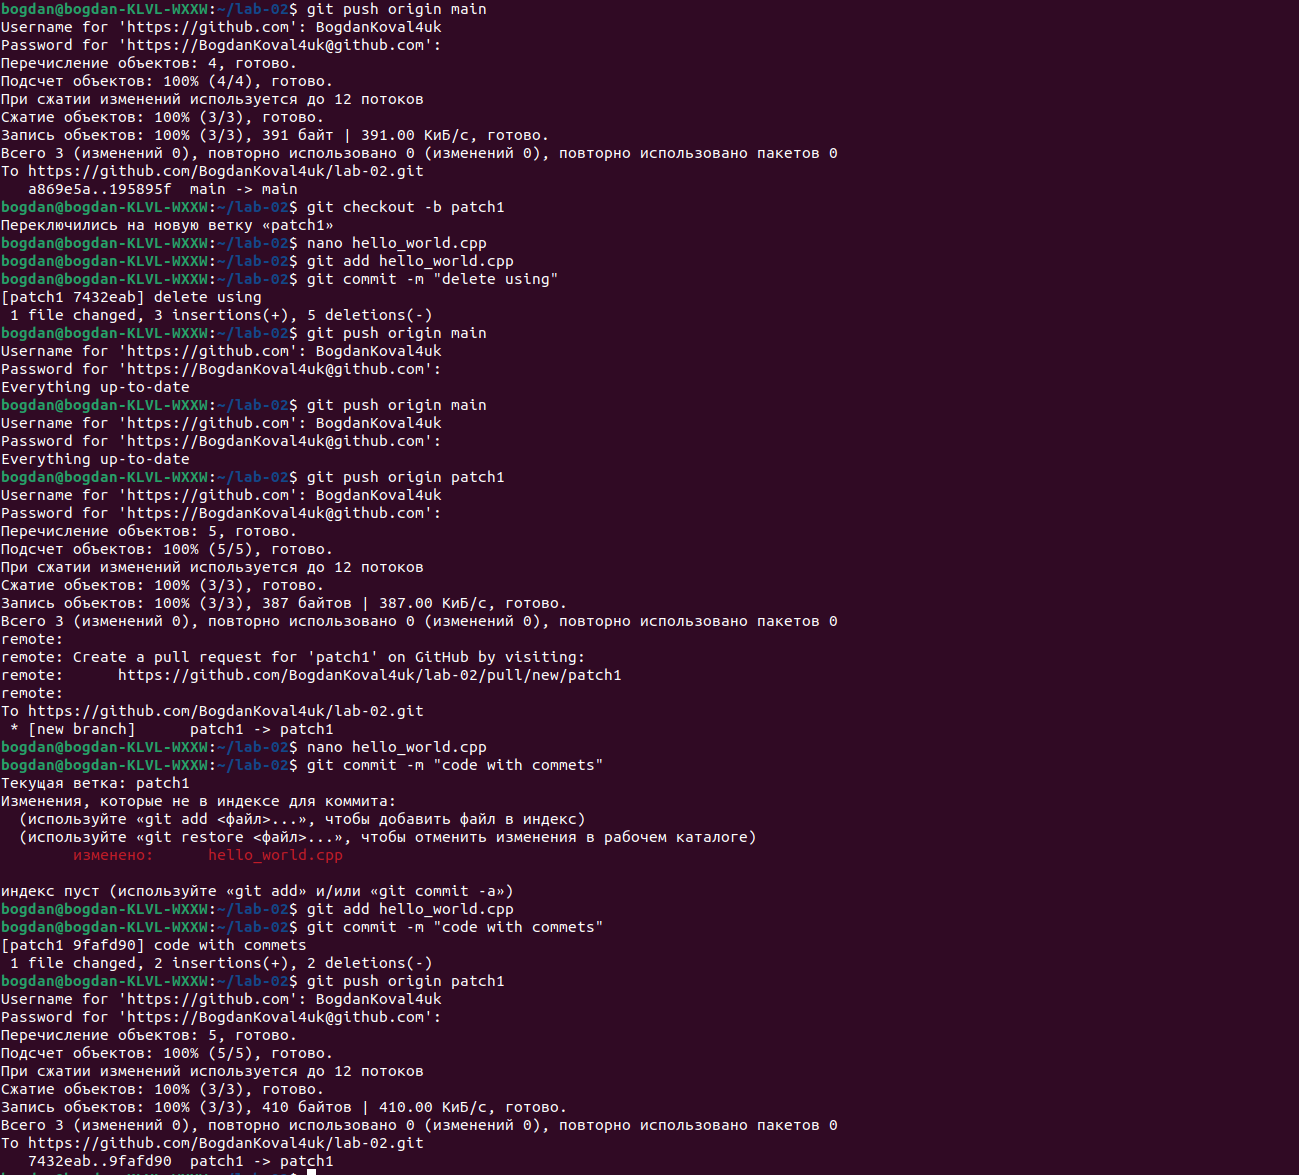 bogdan@bogdan-KLVL-WXXW:~/lab-02$ git push origin main
Username for 'https://github.com': BogdanKoval4uk
Password for 'https://BogdanKoval4uk@github.com':
Перечисление объектов: 4, готово.
Подсчет объектов: 100% (4/4), готово.
При сжатии изменений используется до 12 потоков
Сжатие объектов: 100% (3/3), готово.
Запись объектов: 100% (3/3), 391 байт | 391.00 КиБ/с, готово.
Всего 3 (изменений 0), повторно использовано 0 (изменений 0), повторно использовано пакетов 0
To https://github.com/BogdanKoval4uk/lab-02.git
   a869e5a..195895f  main -> main
bogdan@bogdan-KLVL-WXXW:~/lab-02$ git checkout -b patch1
Переключились на новую ветку «patch1»
bogdan@bogdan-KLVL-WXXW:~/lab-02$ nano hello_world.cpp
bogdan@bogdan-KLVL-WXXW:~/lab-02$ git add hello_world.cpp
bogdan@bogdan-KLVL-WXXW:~/lab-02$ git commit -m "delete using"
[patch1 7432eab] delete using
 1 file changed, 3 insertions(+), 5 deletions(-)
bogdan@bogdan-KLVL-WXXW:~/lab-02$ git push origin main
Username for 'https://github.com': BogdanKoval4uk
Password for 'https://BogdanKoval4uk@github.com':
Everything up-to-date
bogdan@bogdan-KLVL-WXXW:~/lab-02$ git push origin main
Username for 'https://github.com': BogdanKoval4uk
Password for 'https://BogdanKoval4uk@github.com':
Everything up-to-date
bogdan@bogdan-KLVL-WXXW:~/lab-02$ git push origin patch1
Username for 'https://github.com': BogdanKoval4uk
Password for 'https://BogdanKoval4uk@github.com':
Перечисление объектов: 5, готово.
Подсчет объектов: 100% (5/5), готово.
При сжатии изменений используется до 12 потоков
Сжатие объектов: 100% (3/3), готово.
Запись объектов: 100% (3/3), 387 байтов | 387.00 КиБ/с, готово.
Всего 3 (изменений 0), повторно использовано 0 (изменений 0), повторно использовано пакетов 0
remote:
remote: Create a pull request for 'patch1' on GitHub by visiting:
remote:      https://github.com/BogdanKoval4uk/lab-02/pull/new/patch1
remote:
To https://github.com/BogdanKoval4uk/lab-02.git
 * [new branch]      patch1 -> patch1
bogdan@bogdan-KLVL-WXXW:~/lab-02$ nano hello_world.cpp
bogdan@bogdan-KLVL-WXXW:~/lab-02$ git commit -m "code with commets"
Текущая ветка: patch1
Изменения, которые не в индексе для коммита:
  (используйте «git add <файл>...», чтобы добавить файл в индекс)
  (используйте «git restore <файл>...», чтобы отменить изменения в рабочем каталоге)
        изменено:      hello_world.cpp

индекс пуст (используйте «git add» и/или «git commit -a»)
bogdan@bogdan-KLVL-WXXW:~/lab-02$ git add hello_world.cpp
bogdan@bogdan-KLVL-WXXW:~/lab-02$ git commit -m "code with commets"
[patch1 9fafd90] code with commets
 1 file changed, 2 insertions(+), 2 deletions(-)
bogdan@bogdan-KLVL-WXXW:~/lab-02$ git push origin patch1
Username for 'https://github.com': BogdanKoval4uk
Password for 'https://BogdanKoval4uk@github.com':
Перечисление объектов: 5, готово.
Подсчет объектов: 100% (5/5), готово.
При сжатии изменений используется до 12 потоков
Сжатие объектов: 100% (3/3), готово.
Запись объектов: 100% (3/3), 410 байтов | 410.00 КиБ/с, готово.
Всего 3 (изменений 0), повторно использовано 0 (изменений 0), повторно использовано пакетов 0
To https://github.com/BogdanKoval4uk/lab-02.git
   7432eab..9fafd90  patch1 -> patch1